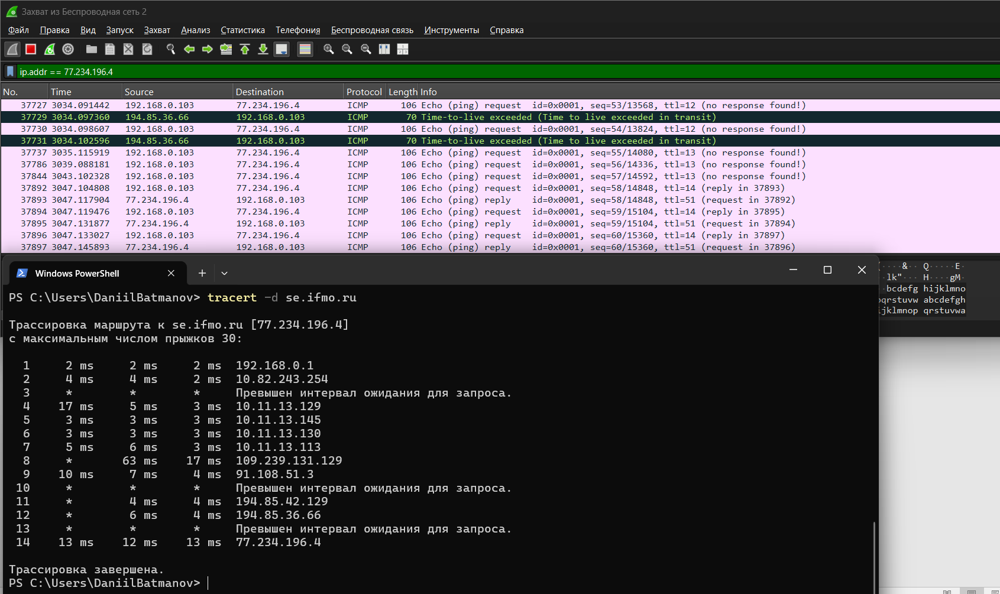 Захват из Беспроводная сеть 2
Файл Правка Вид Запуск Захват Анализ Статистика Телефония Беспроводная связь Инструменты Справка
ip.addr == 77.234.196.4
No. Time Source Destination Protocol Length Info
37727 3034.091442 192.168.0.103 77.234.196.4 ICMP 106 Echo (ping) request id=0x0001, seq=53/13568, ttl=12 (no response found!)
37729 3034.097360 194.85.36.66 192.168.0.103 ICMP 70 Time-to-live exceeded (Time to live exceeded in transit)
37730 3034.098607 192.168.0.103 77.234.196.4 ICMP 106 Echo (ping) request id=0x0001, seq=54/13824, ttl=12 (no response found!)
37731 3034.102596 194.85.36.66 192.168.0.103 ICMP 70 Time-to-live exceeded (Time to live exceeded in transit)
37737 3035.115919 192.168.0.103 77.234.196.4 ICMP 106 Echo (ping) request id=0x0001, seq=55/14080, ttl=13 (no response found!)
37786 3039.088181 192.168.0.103 77.234.196.4 ICMP 106 Echo (ping) request id=0x0001, seq=56/14336, ttl=13 (no response found!)
37844 3043.102328 192.168.0.103 77.234.196.4 ICMP 106 Echo (ping) request id=0x0001, seq=57/14592, ttl=13 (no response found!)
37892 3047.104808 192.168.0.103 77.234.196.4 ICMP 106 Echo (ping) request id=0x0001, seq=58/14848, ttl=14 (reply in 37893)
37893 3047.117904 77.234.196.4 192.168.0.103 ICMP 106 Echo (ping) reply id=0x0001, seq=58/14848, ttl=51 (request in 37892)
37894 3047.119476 192.168.0.103 77.234.196.4 ICMP 106 Echo (ping) request id=0x0001, seq=59/15104, ttl=14 (reply in 37895)
37895 3047.131877 77.234.196.4 192.168.0.103 ICMP 106 Echo (ping) reply id=0x0001, seq=59/15104, ttl=51 (request in 37894)
37896 3047.133027 192.168.0.103 77.234.196.4 ICMP 106 Echo (ping) request id=0x0001, seq=60/15360, ttl=14 (reply in 37897)
37897 3047.145893 77.234.196.4 192.168.0.103 ICMP 106 Echo (ping) reply id=0x0001, seq=60/15360, ttl=51 (request in 37896)
····&·· Q·····E·
·lk"··· H····gM·
·bcdefg hijklmno
qrstuvw abcdefgh
ijklmnop qrstuvwa
Windows PowerShell
PS C:\Users\DaniilBatmanov> tracert -d se.ifmo.ru
Трассировка маршрута к se.ifmo.ru [77.234.196.4]
с максимальным числом прыжков 30:
1 2 ms 2 ms 2 ms 192.168.0.1
2 4 ms 4 ms 2 ms 10.82.243.254
3 * * * Превышен интервал ожидания для запроса.
4 17 ms 5 ms 3 ms 10.11.13.129
5 3 ms 3 ms 3 ms 10.11.13.145
6 3 ms 3 ms 3 ms 10.11.13.130
7 5 ms 6 ms 3 ms 10.11.13.113
8 * 63 ms 17 ms 109.239.131.129
9 10 ms 7 ms 4 ms 91.108.51.3
10 * * * Превышен интервал ожидания для запроса.
11 * 4 ms 4 ms 194.85.42.129
12 * 6 ms 4 ms 194.85.36.66
13 * * * Превышен интервал ожидания для запроса.
14 13 ms 12 ms 13 ms 77.234.196.4
Трассировка завершена.
PS C:\Users\DaniilBatmanov>